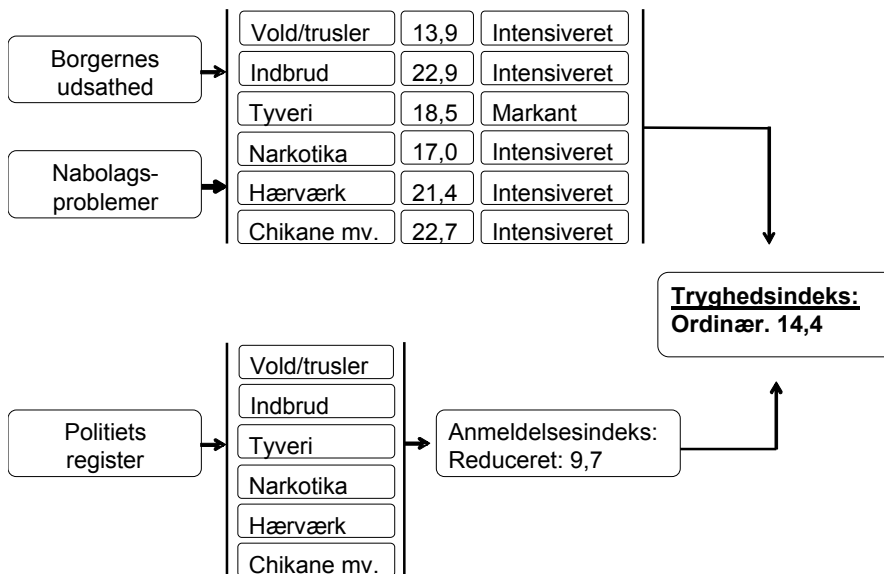 Borgernes
udsathed
Nabolags-
problemer
Vold/trusler 13,9 Intensiveret
Indbrud 22,9 Intensiveret
Tyveri 18,5 Markant
Narkotika 17,0 Intensiveret
Hærværk 21,4 Intensiveret
Chikane mv. 22,7 Intensiveret
Tryghedsindeks:
Ordinær. 14,4
Politiets
register
Vold/trusler
Indbrud
Tyveri
Narkotika
Hærværk
Chikane mv.
Anmeldelsesindeks:
Reduceret: 9,7